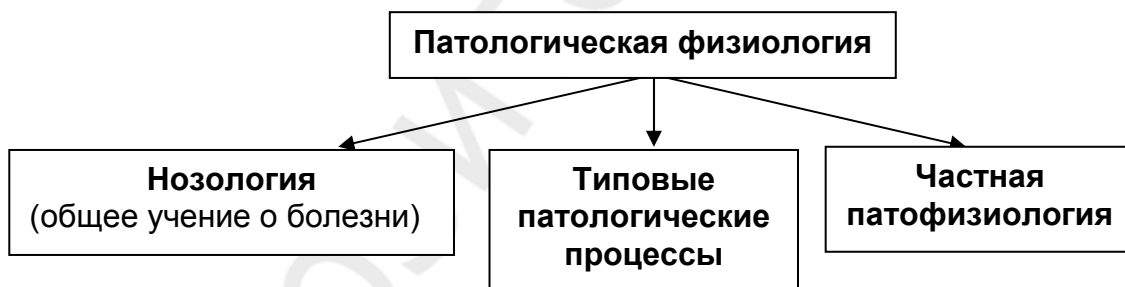 Патологическая физиология
Нозология
(общее учение о болезни)
Типовые
патологические
процессы
Частная
патофизиология